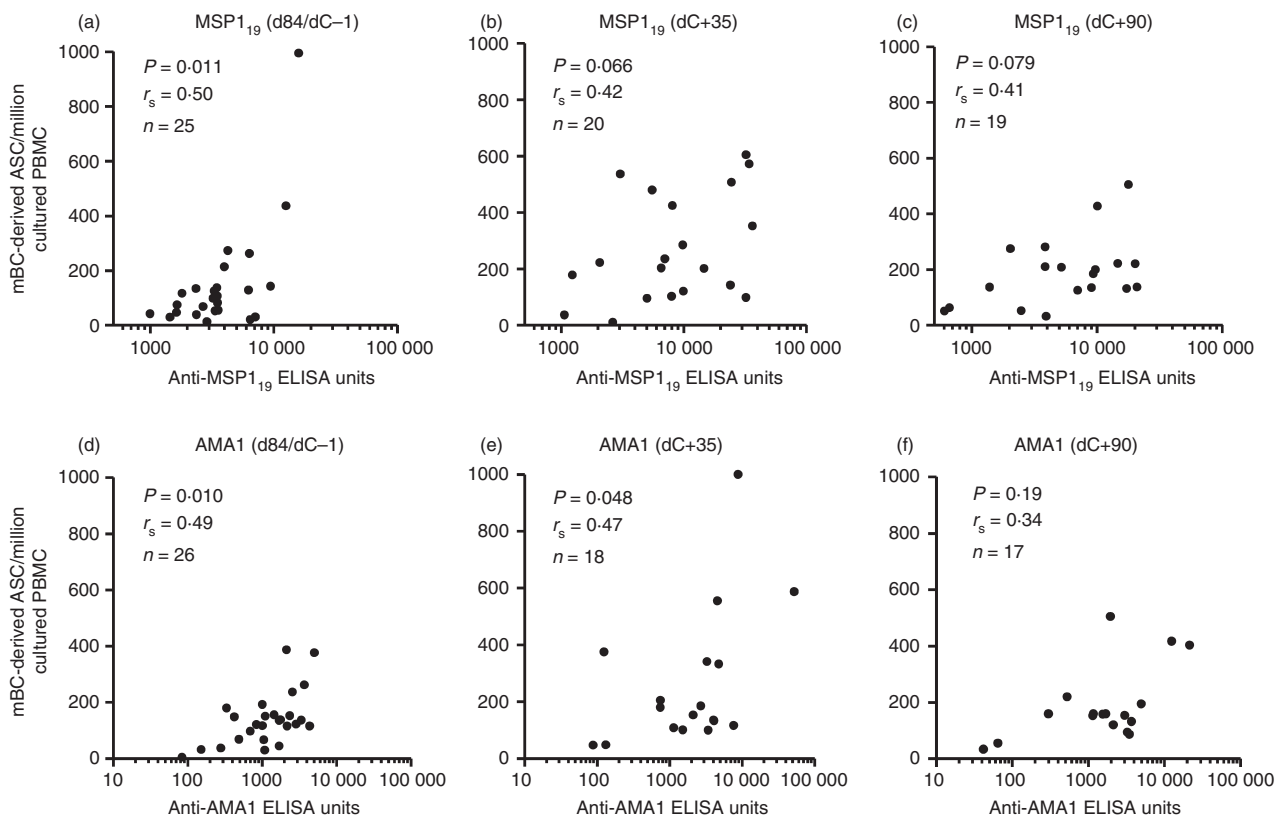 (a) MSP1₁₉ (d84/dC–1)
P = 0·011
rₛ = 0·50
n = 25
mBC-derived ASC/million
cultured PBMC
1000
800
600
400
200
0
1000 10 000 100 000
Anti-MSP1₁₉ ELISA units
(b) MSP1₁₉ (dC+35)
P = 0·066
rₛ = 0·42
n = 20
1000
800
600
400
200
0
1000 10 000 100 000
Anti-MSP1₁₉ ELISA units
(c) MSP1₁₉ (dC+90)
P = 0·079
rₛ = 0·41
n = 19
1000
800
600
400
200
0
1000 10 000 100 000
Anti-MSP1₁₉ ELISA units
(d) AMA1 (d84/dC–1)
P = 0·010
rₛ = 0·49
n = 26
mBC-derived ASC/million
cultured PBMC
1000
800
600
400
200
0
10 100 1000 10 000 100 000
Anti-AMA1 ELISA units
(e) AMA1 (dC+35)
P = 0·048
rₛ = 0·47
n = 18
1000
800
600
400
200
0
10 100 1000 10 000 100 000
Anti-AMA1 ELISA units
(f) AMA1 (dC+90)
P = 0·19
rₛ = 0·34
n = 17
1000
800
600
400
200
0
10 100 1000 10 000 100 000
Anti-AMA1 ELISA units